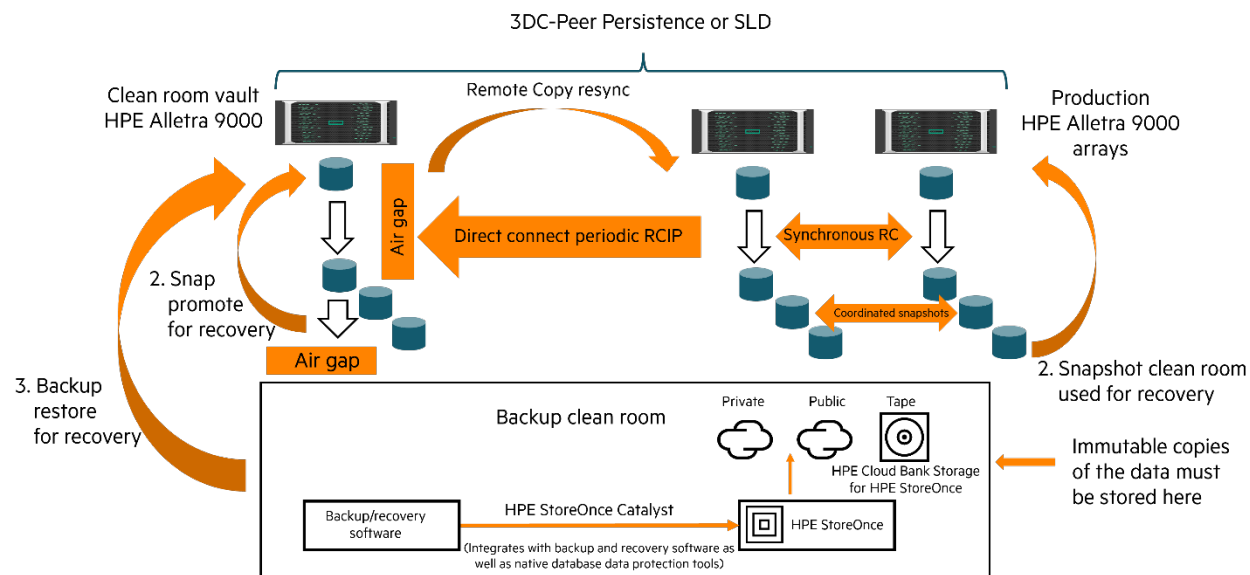 3DC-Peer Persistence or SLD
Clean room vault
HPE Alletra 9000
Remote Copy resync
Production
HPE Alletra 9000
arrays
Air gap
Direct connect periodic RCIP
Synchronous RC
2. Snap
promote
for recovery
Coordinated snapshots
Air gap
2. Snapshot clean room
used for recovery
3. Backup
restore
for recovery
Backup clean room
Private
Public
Tape
HPE Cloud Bank Storage
for HPE StoreOnce
Immutable copies
of the data must
be stored here
Backup/recovery
software
HPE StoreOnce Catalyst
(Integrates with backup and recovery software as
well as native database data protection tools)
HPE StoreOnce